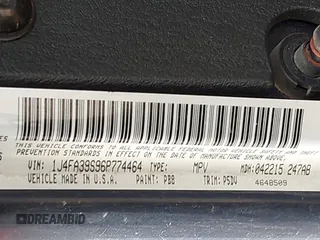 THIS VEHICLE CONFORMS TO ALL APPLICABLE FEDERAL MOTOR VEHICLE SAFETY, BUMPER AND THEFT
PREVENTION STANDARDS IN EFFECT ON THE DATE OF MANUFACTURE SHOWN ABOVE.
VIN: 1J4FA39S96P774464 TYPE: MPV MDH: 042215 247AB
VEHICLE MADE IN U.S.A. PAINT: PBB TRIM: P5DV 4648509
DREAMBID